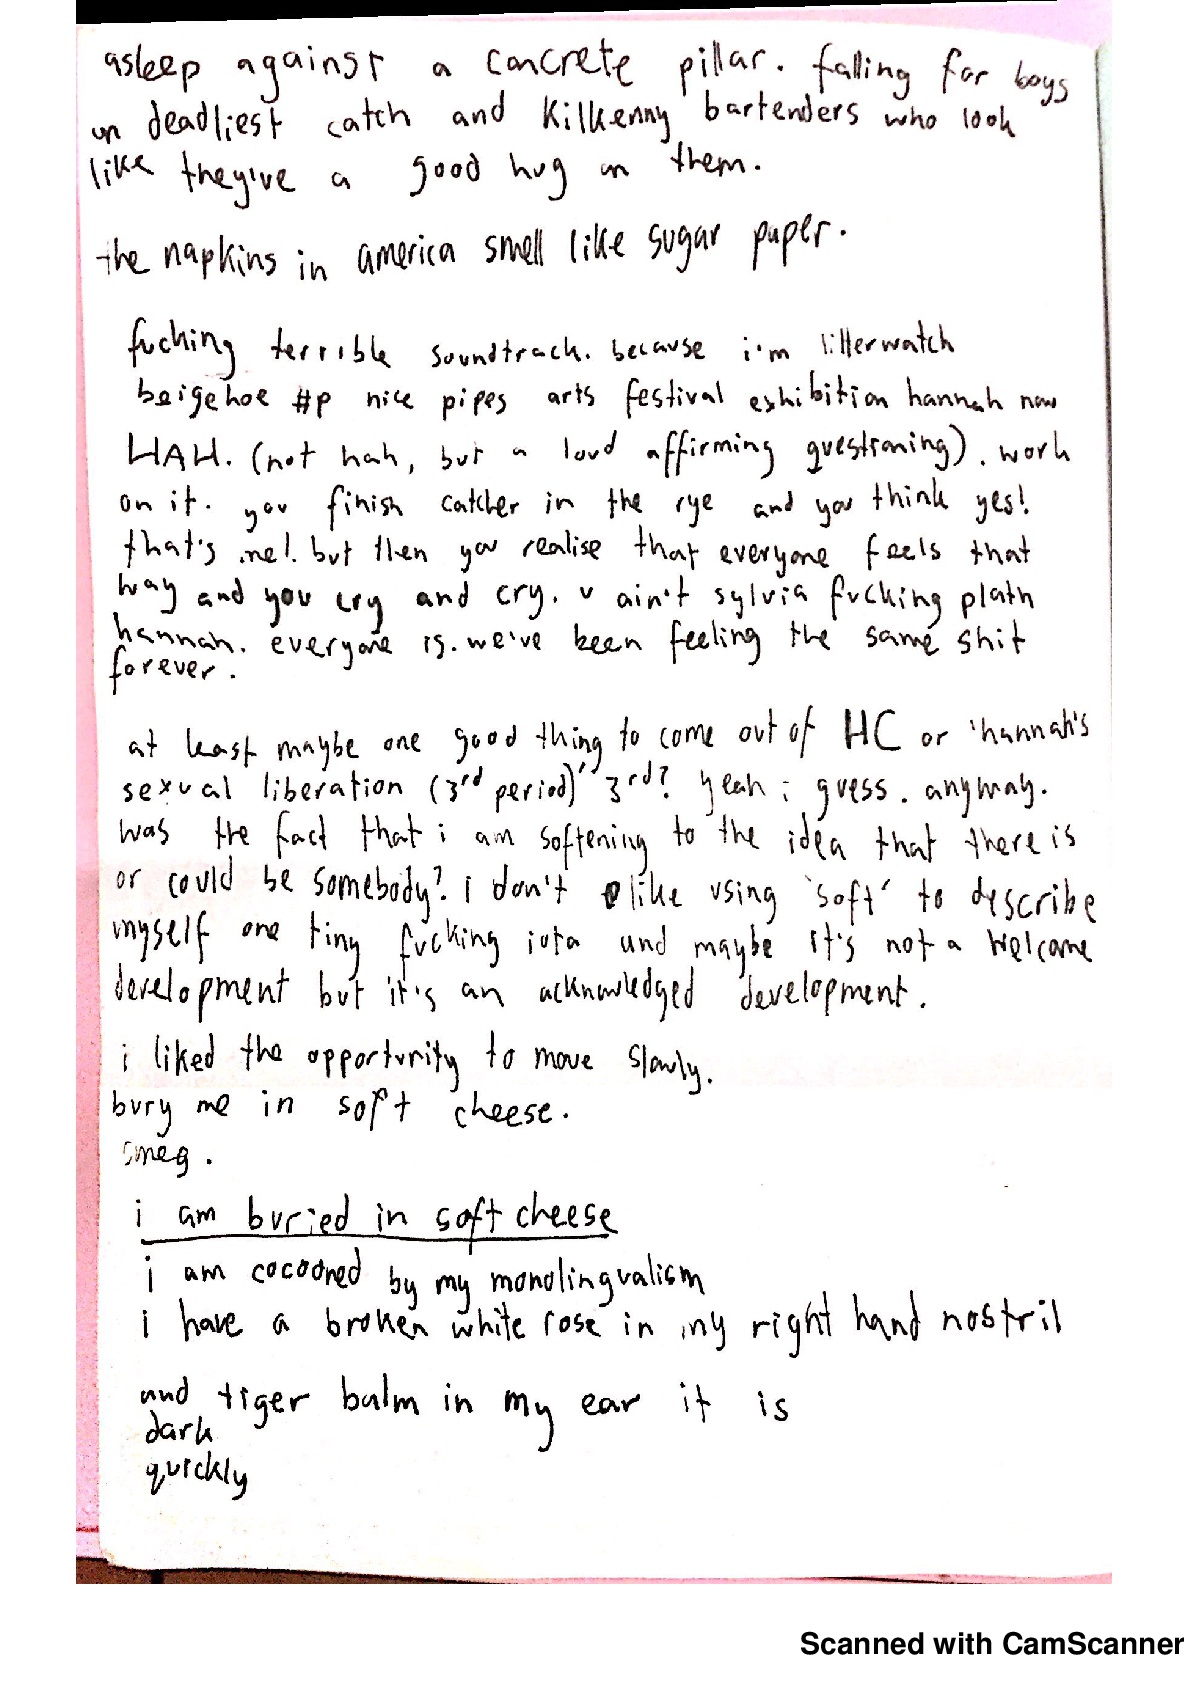 asleep against a concrete pillar. falling for boys
on deadliest catch and kilkenny bartenders who look
like they've a good hug on them.
the napkins in america smell like sugar paper.
fucking terrible soundtrack. because i'm litterwatch
beigehoe #p nice pipes arts festival exhibition hannah now
HAH. (not hah, but a loud affirming questioning). work
on it. you finish catcher in the rye and you think yes!
that's me! but then you realise that everyone feels that
way and you cry and cry. u ain't sylvia fucking plath
hannah. everyone is. we've been feeling the same shit
forever.
at least maybe one good thing to come out of HC or 'hannah's
sexual liberation (3rd period)' 3rd? yeah i guess. anyway.
was the fact that i am softening to the idea that there is
or could be somebody? i don't like using 'soft' to describe
myself one tiny fucking iota and maybe it's not a welcome
development but it's an acknowledged development.
i liked the opportunity to move slowly.
bury me in soft cheese.
smeg.
i am buried in soft cheese
i am cocooned by my monolingualism
i have a broken white rose in my right hand nostril
and tiger balm in my ear it is
dark
quickly
Scanned with CamScanner